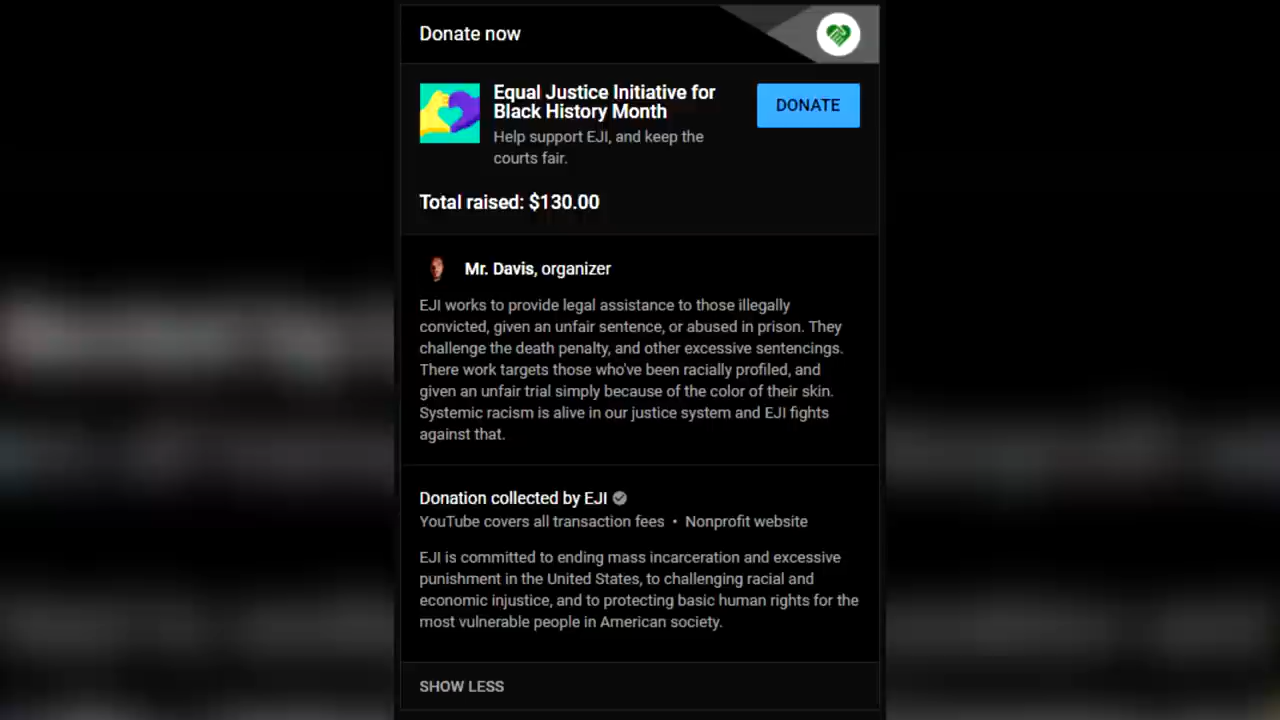 Donate now
Equal Justice Initiative for
Black History Month
DONATE
Help support EJI, and keep the
courts fair.
Total raised: $130.00
Mr. Davis, organizer
EJI works to provide legal assistance to those illegally
convicted, given an unfair sentence, or abused in prison. They
challenge the death penalty, and other excessive sentencings.
There work targets those who've been racially profiled, and
given an unfair trial simply because of the color of their skin.
Systemic racism is alive in our justice system and EJI fights
against that.
Donation collected by EJI
YouTube covers all transaction fees • Nonprofit website
EJI is committed to ending mass incarceration and excessive
punishment in the United States, to challenging racial and
economic injustice, and to protecting basic human rights for the
most vulnerable people in American society.
SHOW LESS